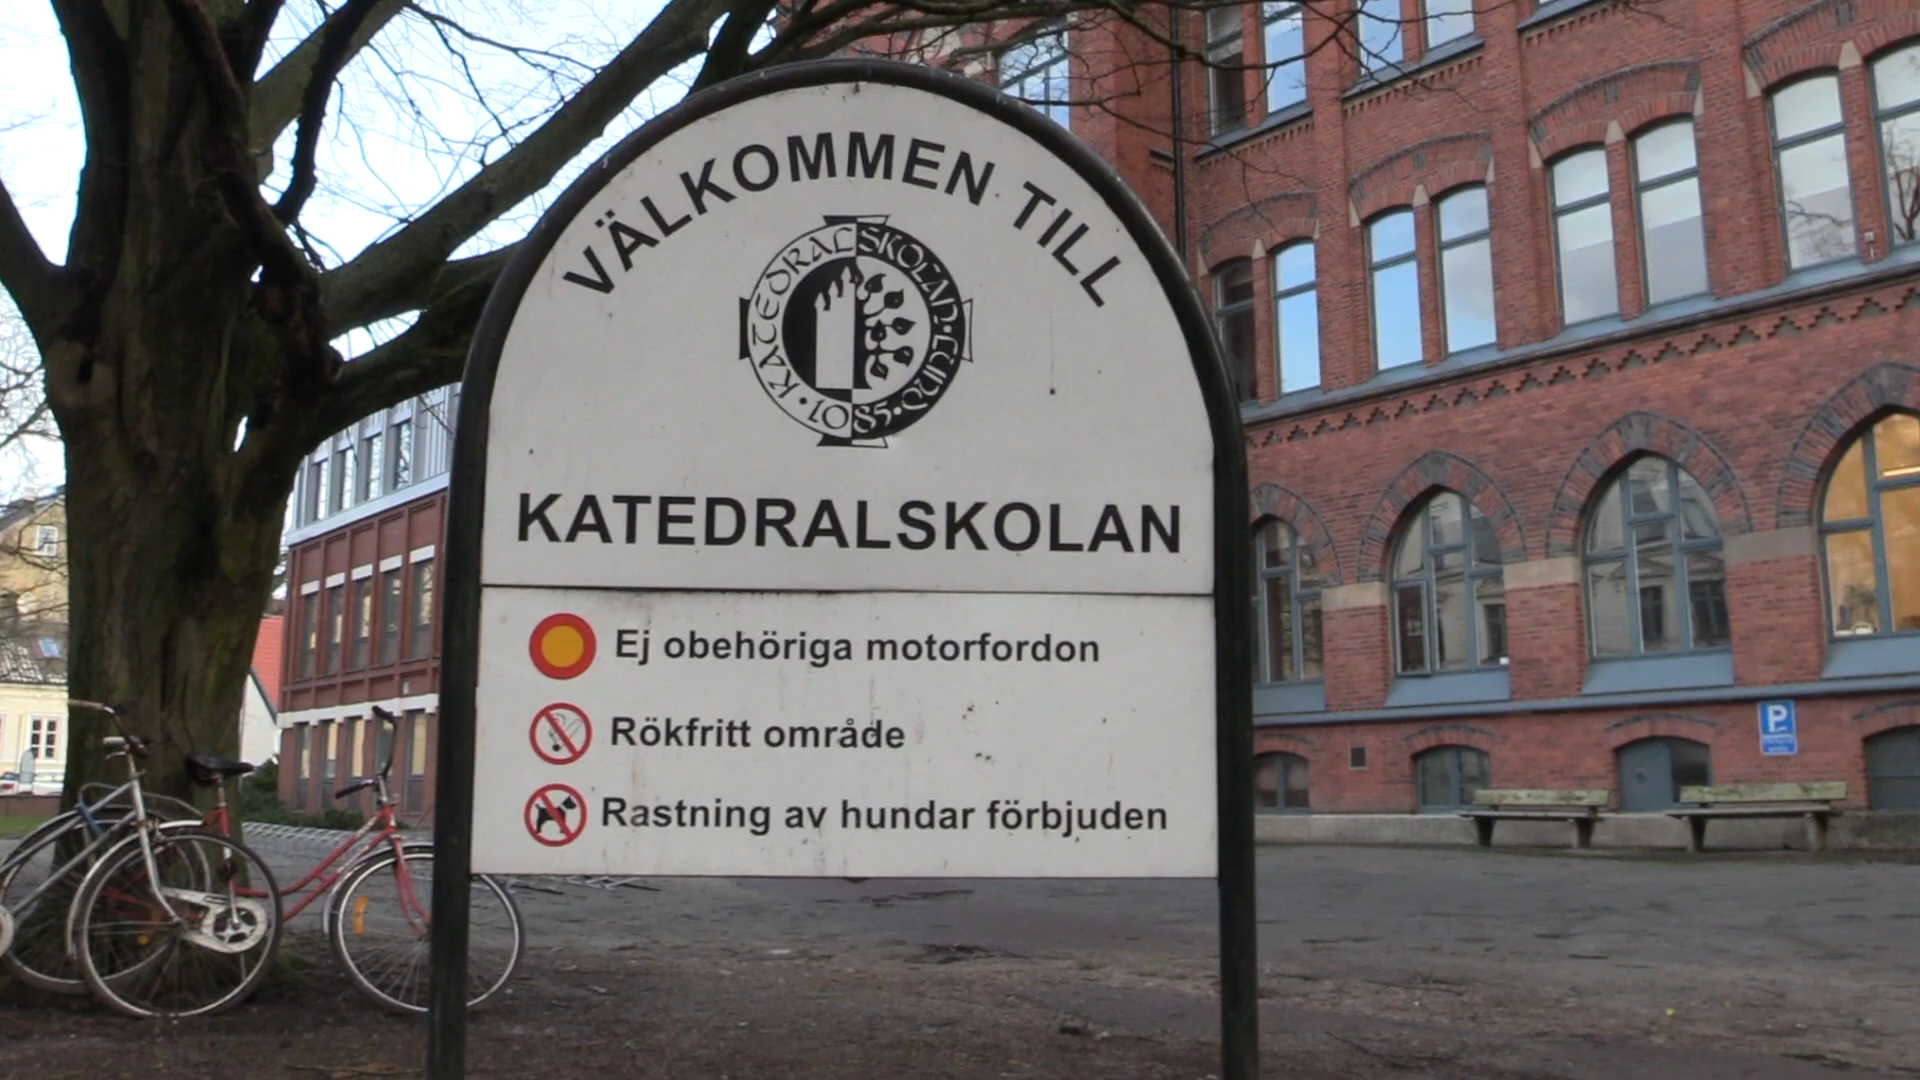 VÄLKOMMEN TILL
KATEDRALSKOLAN · LUND · 1085 ·
KATEDRALSKOLAN
Ej obehöriga motorfordon
Rökfritt område
Rastning av hundar förbjuden
P